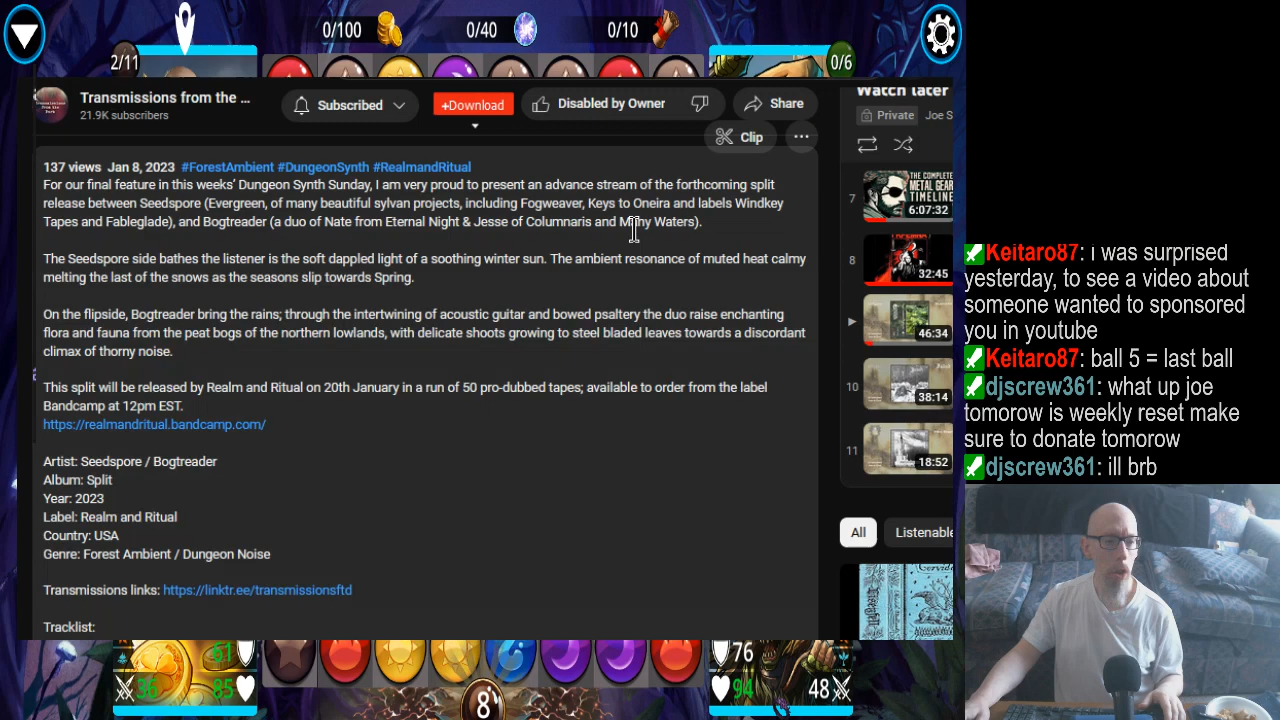 0/100
0/40
0/10
2/11
0/6
Transmissions from the ...
21.9K subscribers
Subscribed
+Download
Disabled by Owner
Share
Clip
137 views Jan 8, 2023 #ForestAmbient #DungeonSynth #RealmandRitual
For our final feature in this weeks' Dungeon Synth Sunday, I am very proud to present an advance stream of the forthcoming split
release between Seedspore (Evergreen, of many beautiful sylvan projects, including Fogweaver, Keys to Oneira and labels Windkey
Tapes and Fableglade), and Bogtreader (a duo of Nate from Eternal Night & Jesse of Columnaris and Many Waters).
The Seedspore side bathes the listener is the soft dappled light of a soothing winter sun. The ambient resonance of muted heat calmy
melting the last of the snows as the seasons slip towards Spring.
On the flipside, Bogtreader bring the rains; through the intertwining of acoustic guitar and bowed psaltery the duo raise enchanting
flora and fauna from the peat bogs of the northern lowlands, with delicate shoots growing to steel bladed leaves towards a discordant
climax of thorny noise.
This split will be released by Realm and Ritual on 20th January in a run of 50 pro-dubbed tapes; available to order from the label
Bandcamp at 12pm EST.
https://realmandritual.bandcamp.com/
Artist: Seedspore / Bogtreader
Album: Split
Year: 2023
Label: Realm and Ritual
Country: USA
Genre: Forest Ambient / Dungeon Noise
Transmissions links: https://linktr.ee/transmissionsftd
Tracklist:
Watch later
Private Joe S
7
THE COMPLETE
METAL GEAR
TIMELINE
6:07:32
8
32:45
46:34
10
38:14
11
18:52
All
Listenable
Keitaro87: i was surprised
yesterday, to see a video about
someone wanted to sponsored
you in youtube
Keitaro87: ball 5 = last ball
djscrew361: what up joe
tomorow is weekly reset make
sure to donate tomorow
djscrew361: ill brb
61
36
85
8
76
94
48